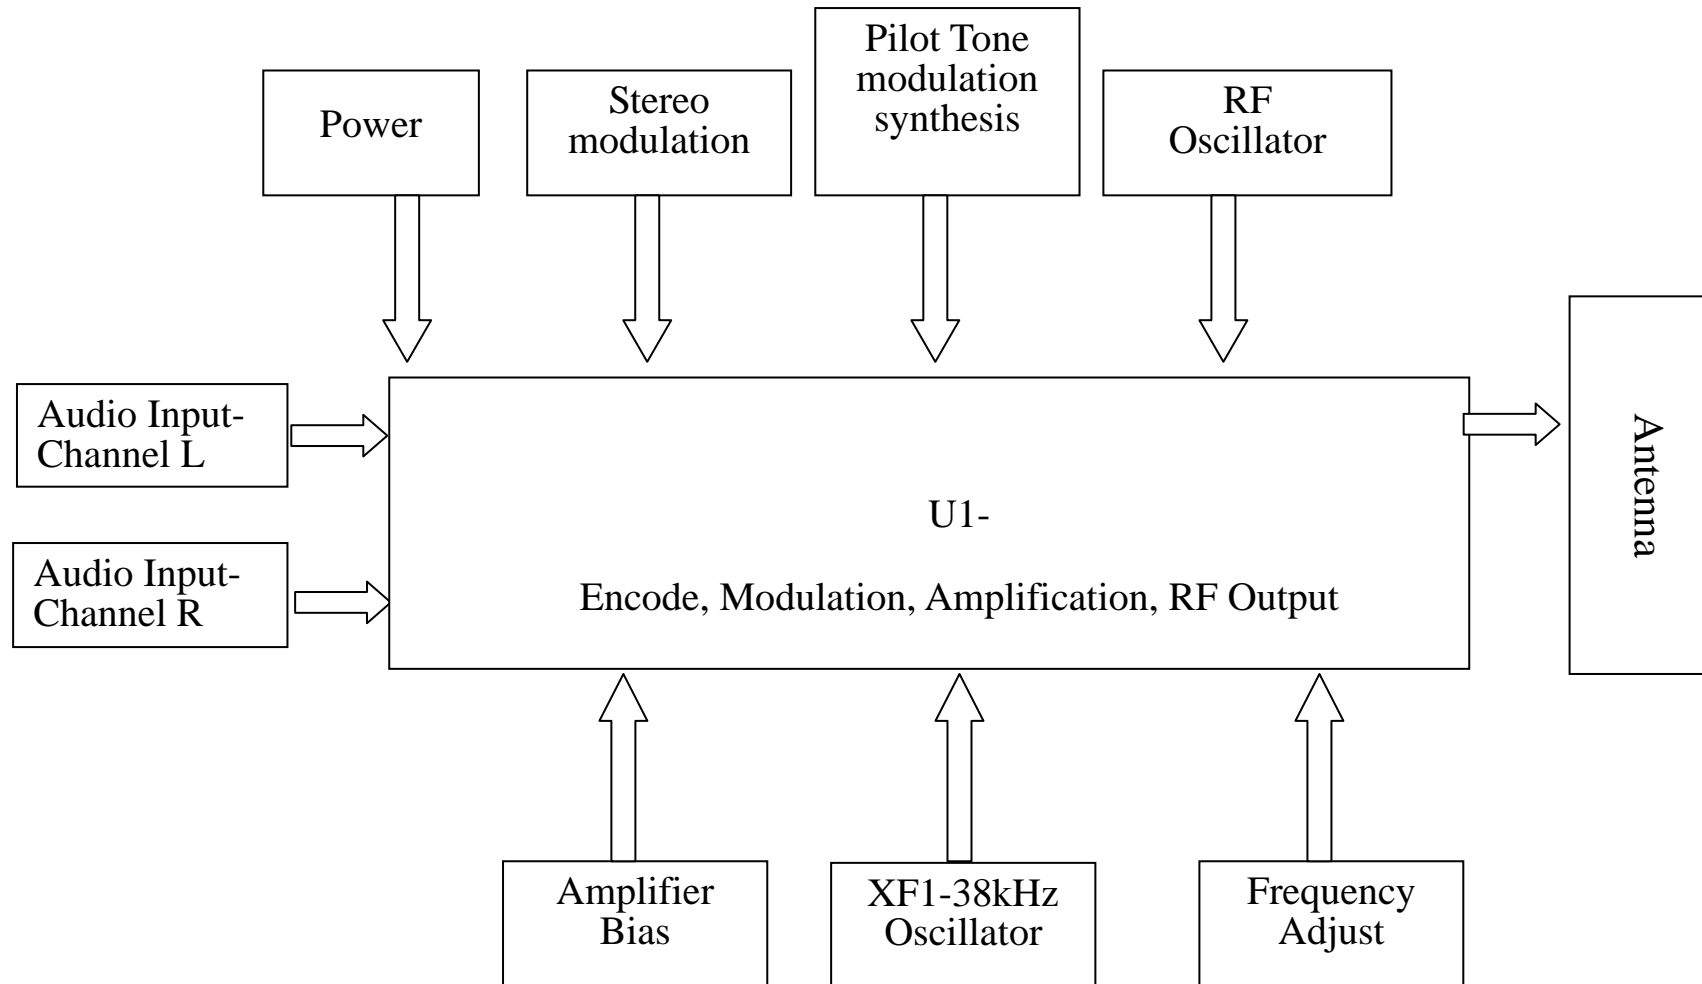 Power
Stereo
modulation
Pilot Tone
modulation
synthesis
RF
Oscillator
Audio Input-
Channel L
Audio Input-
Channel R
U1-
Encode, Modulation, Amplification, RF Output
Antenna
Amplifier
Bias
XF1-38kHz
Oscillator
Frequency
Adjust